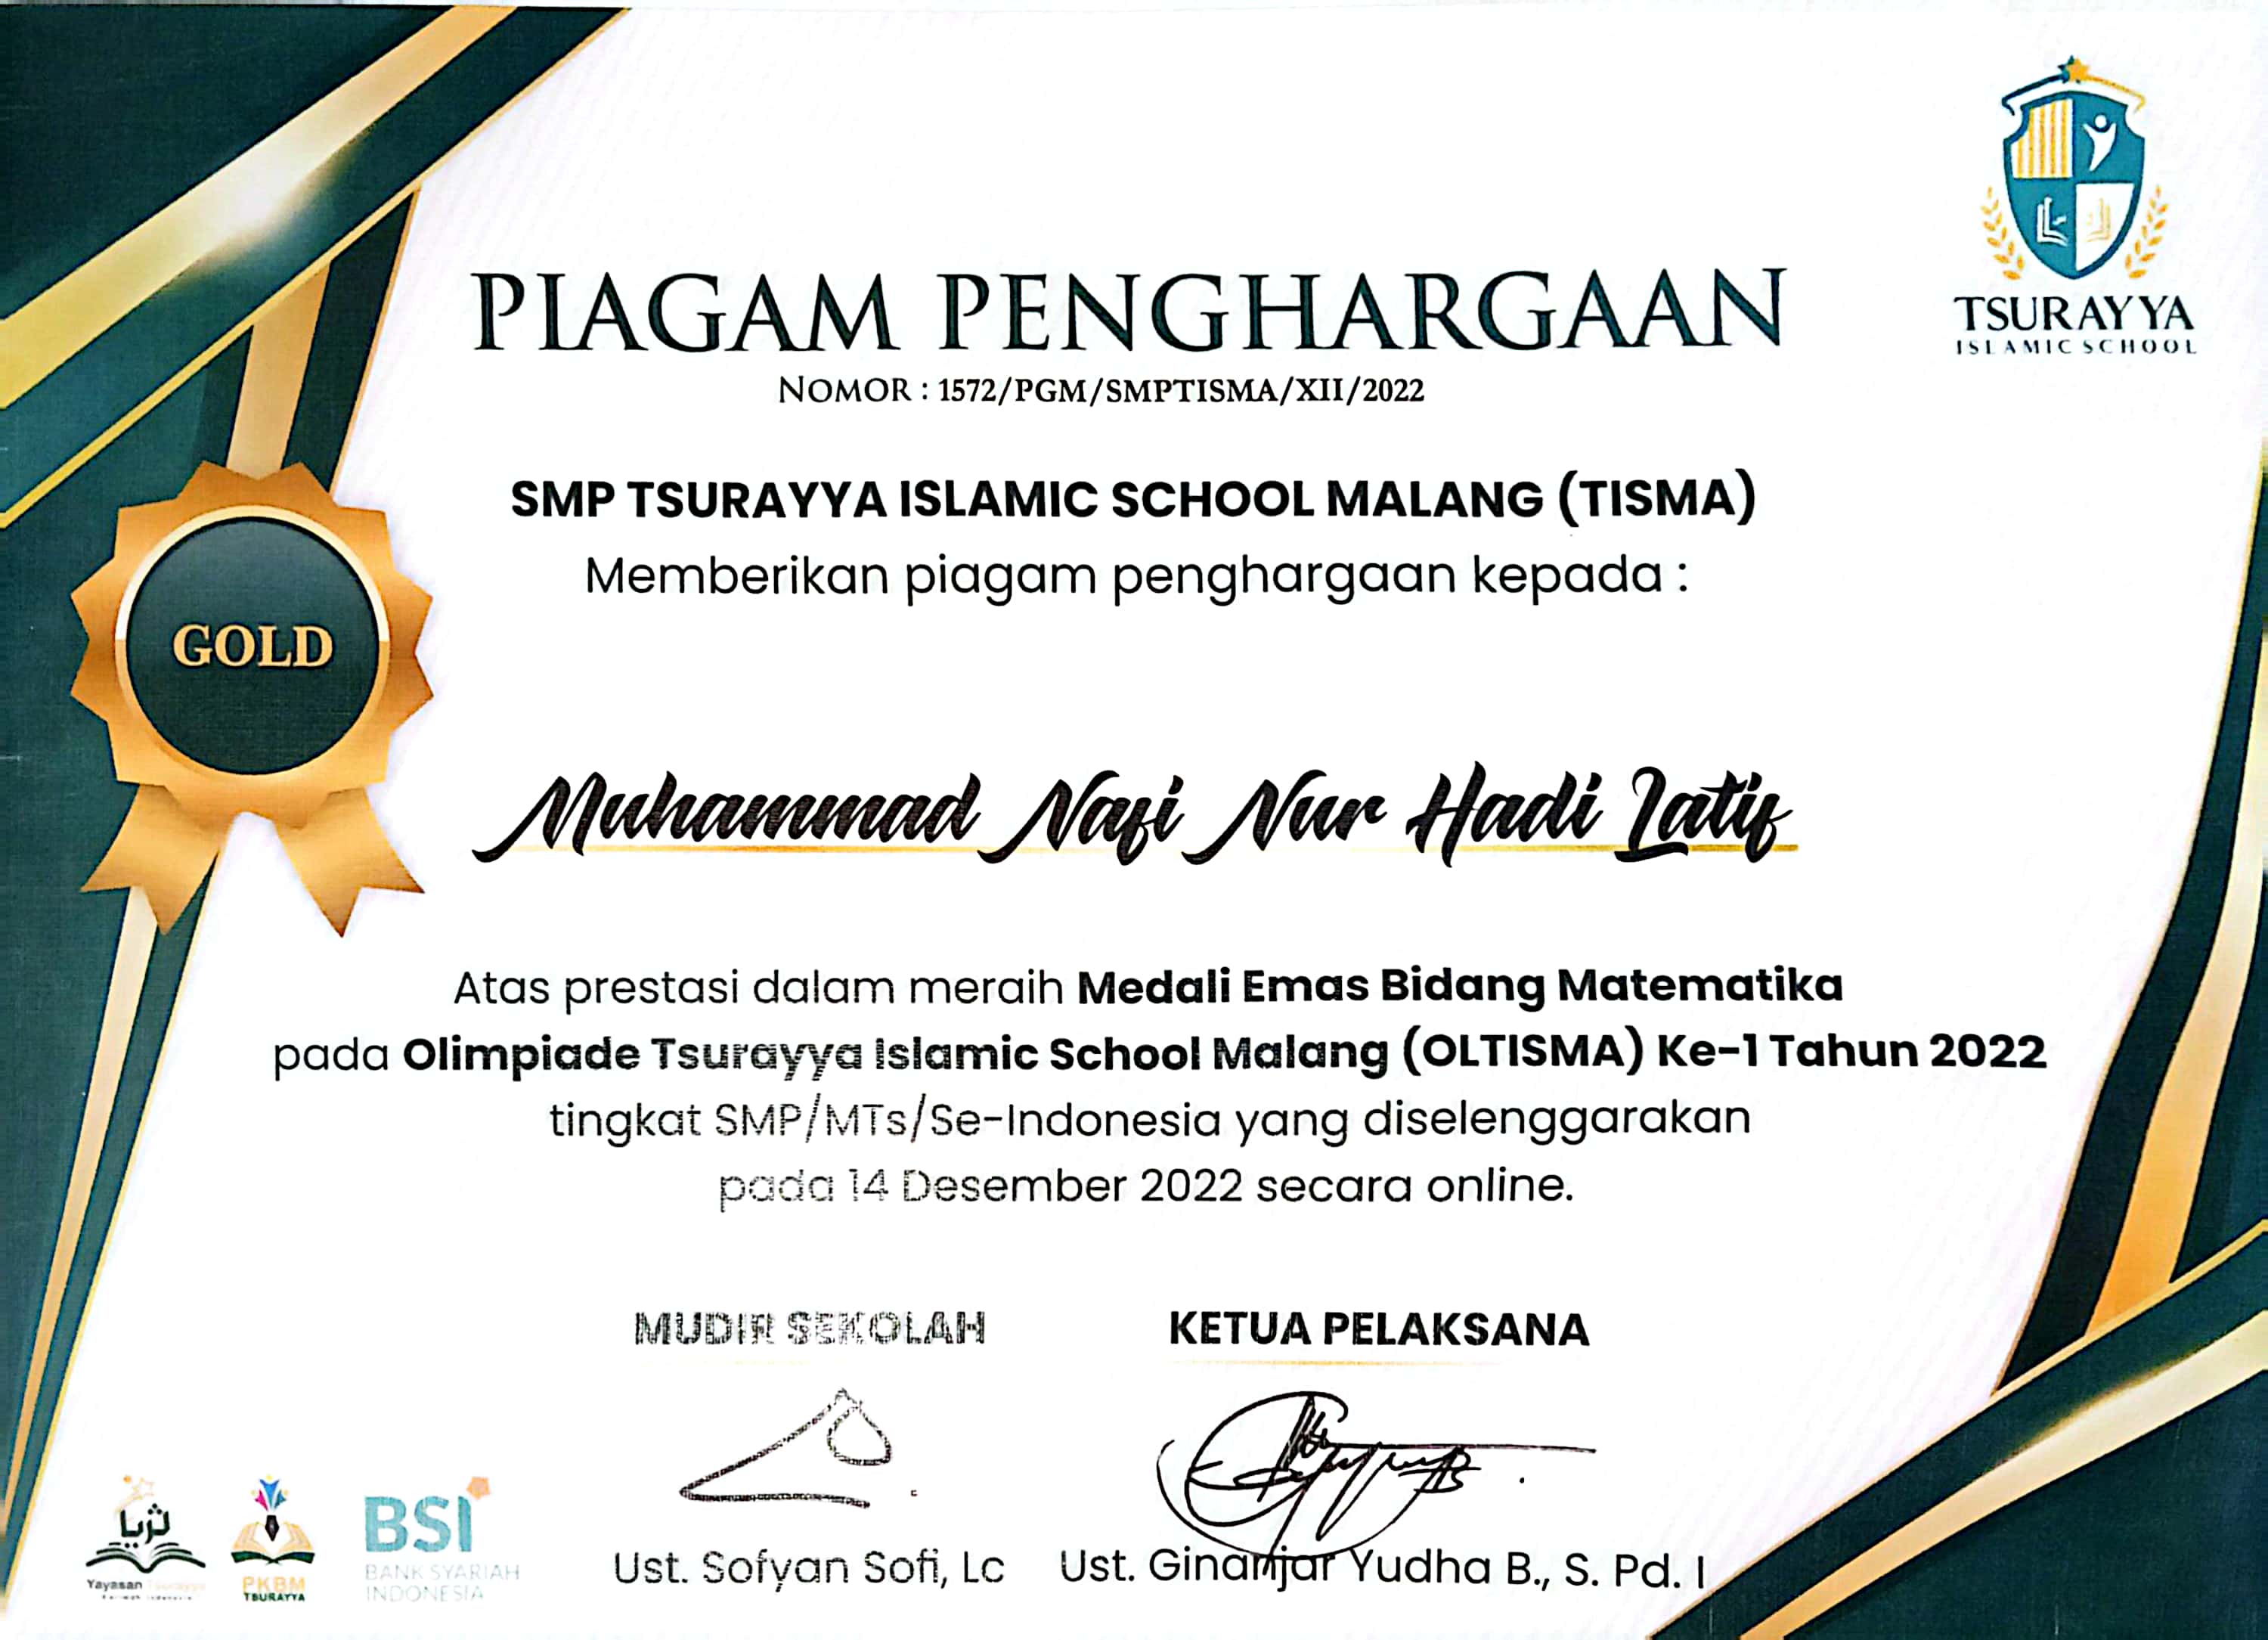 TSURAYYA
ISLAMIC SCHOOL
PIAGAM PENGHARGAAN
NOMOR : 1572/PGM/SMPTISMA/XII/2022
SMP TSURAYYA ISLAMIC SCHOOL MALANG (TISMA)
Memberikan piagam penghargaan kepada :
GOLD
Muhammad Nafi Nur Hadi Latif
Atas prestasi dalam meraih Medali Emas Bidang Matematika
pada Olimpiade Tsurayya Islamic School Malang (OLTISMA) Ke-1 Tahun 2022
tingkat SMP/MTs/Se-Indonesia yang diselenggarakan
pada 14 Desember 2022 secara online.
MUDIR SEKOLAH
KETUA PELAKSANA
Ust. Sofyan Sofi, Lc
Ust. Ginanjar Yudha B., S. Pd. I
ثريا
Yayasan Tsurayya
PKBM
TSURAYYA
BSI
BANK SYARIAH
INDONESIA